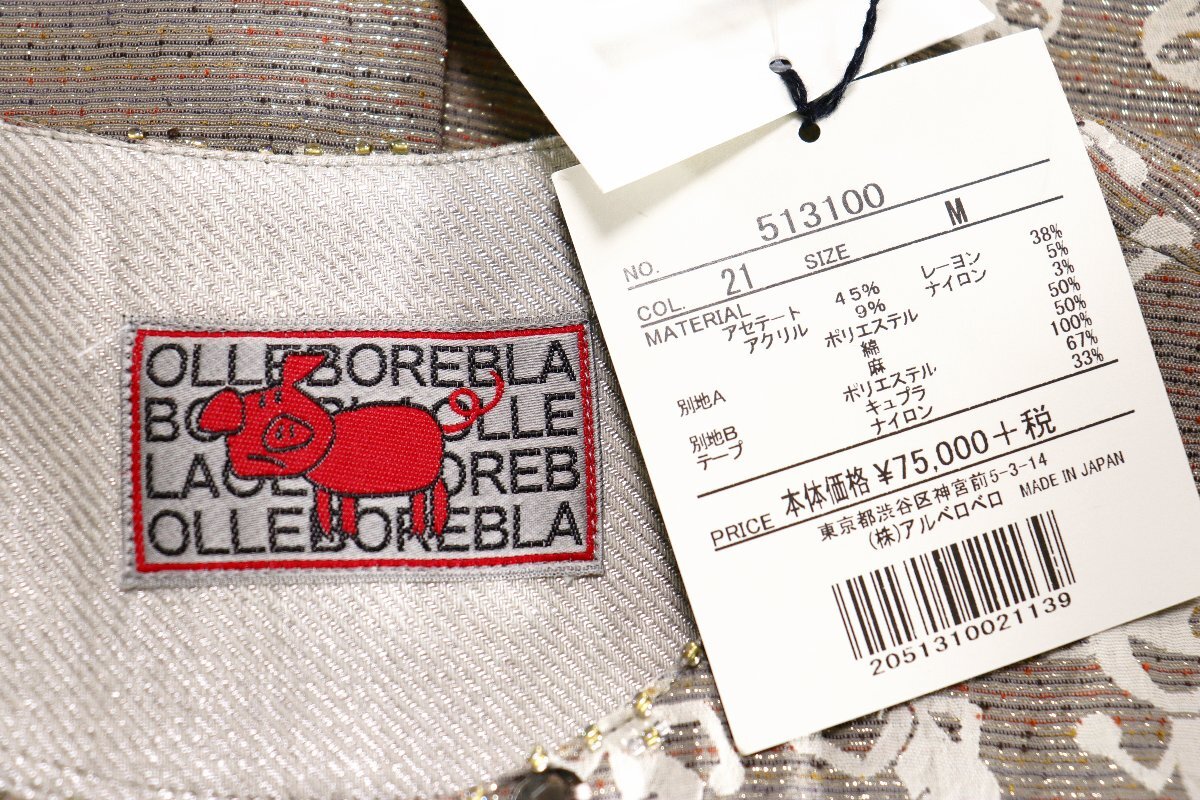 OLLEBOREBLA
BO OLLE
LAOL OREB
OLLEBOREBLA
NO. 513100
COL. 21 SIZE M
MATERIAL アセテート 45% レーヨン 38%
アクリル 9% ナイロン 5%
ポリエステル 3%
別地A 綿 50%
麻 50%
別地B ポリエステル 100%
テープ キュプラ 67%
ナイロン 33%
PRICE 本体価格 ¥75,000+税
東京都渋谷区神宮前5-3-14
(株)アルベロベロ MADE IN JAPAN
2051310021139